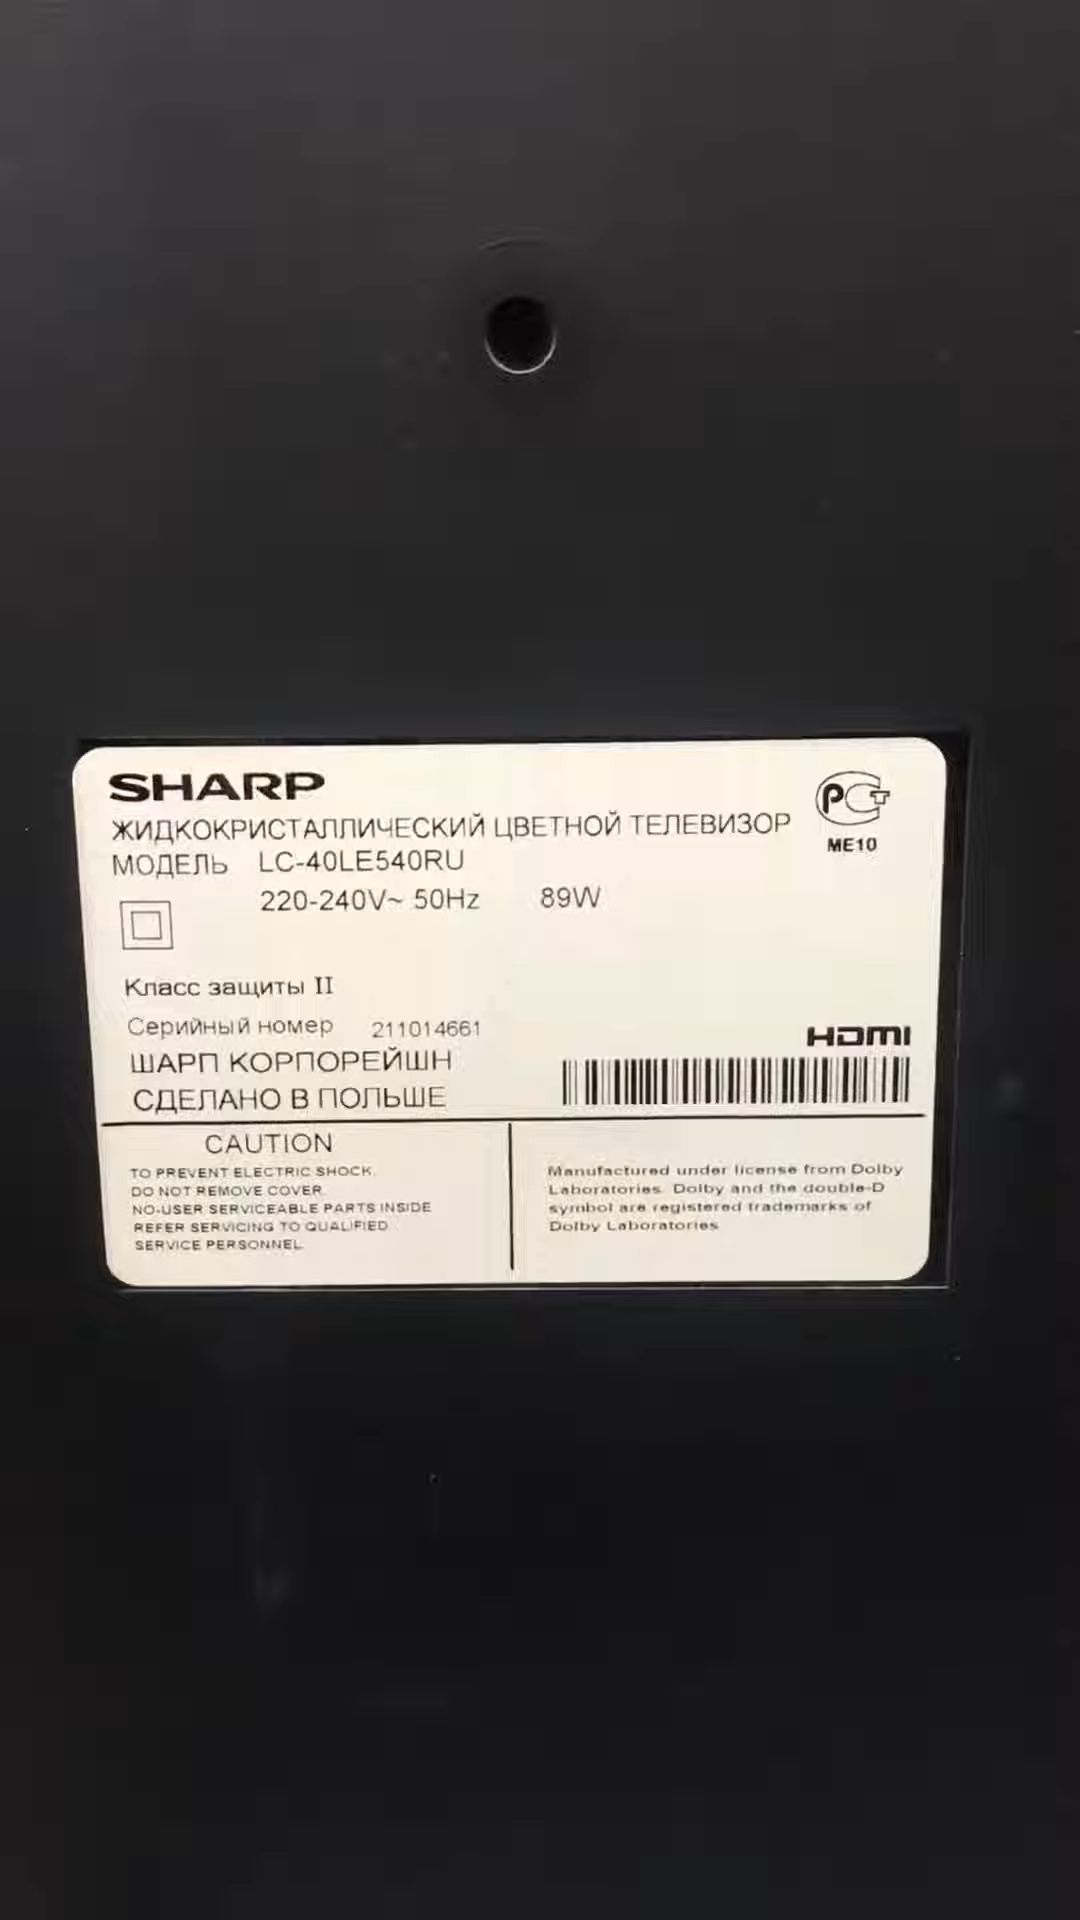 SHARP
ЖИДКОКРИСТАЛЛИЧЕСКИЙ ЦВЕТНОЙ ТЕЛЕВИЗОР
РСТ
ME10
МОДЕЛЬ LC-40LE540RU
220-240V~ 50Hz 89W
Класс защиты II
Серийный номер 211014661
HDMI
ШАРП КОРПОРЕЙШН
СДЕЛАНО В ПОЛЬШЕ
CAUTION
TO PREVENT ELECTRIC SHOCK.
DO NOT REMOVE COVER
NO-USER SERVICEABLE PARTS INSIDE
REFER SERVICING TO QUALIFIED
SERVICE PERSONNEL
Manufactured under license from Dolby
Laboratories. Dolby and the double-D
symbol are registered trademarks of
Dolby Laboratories